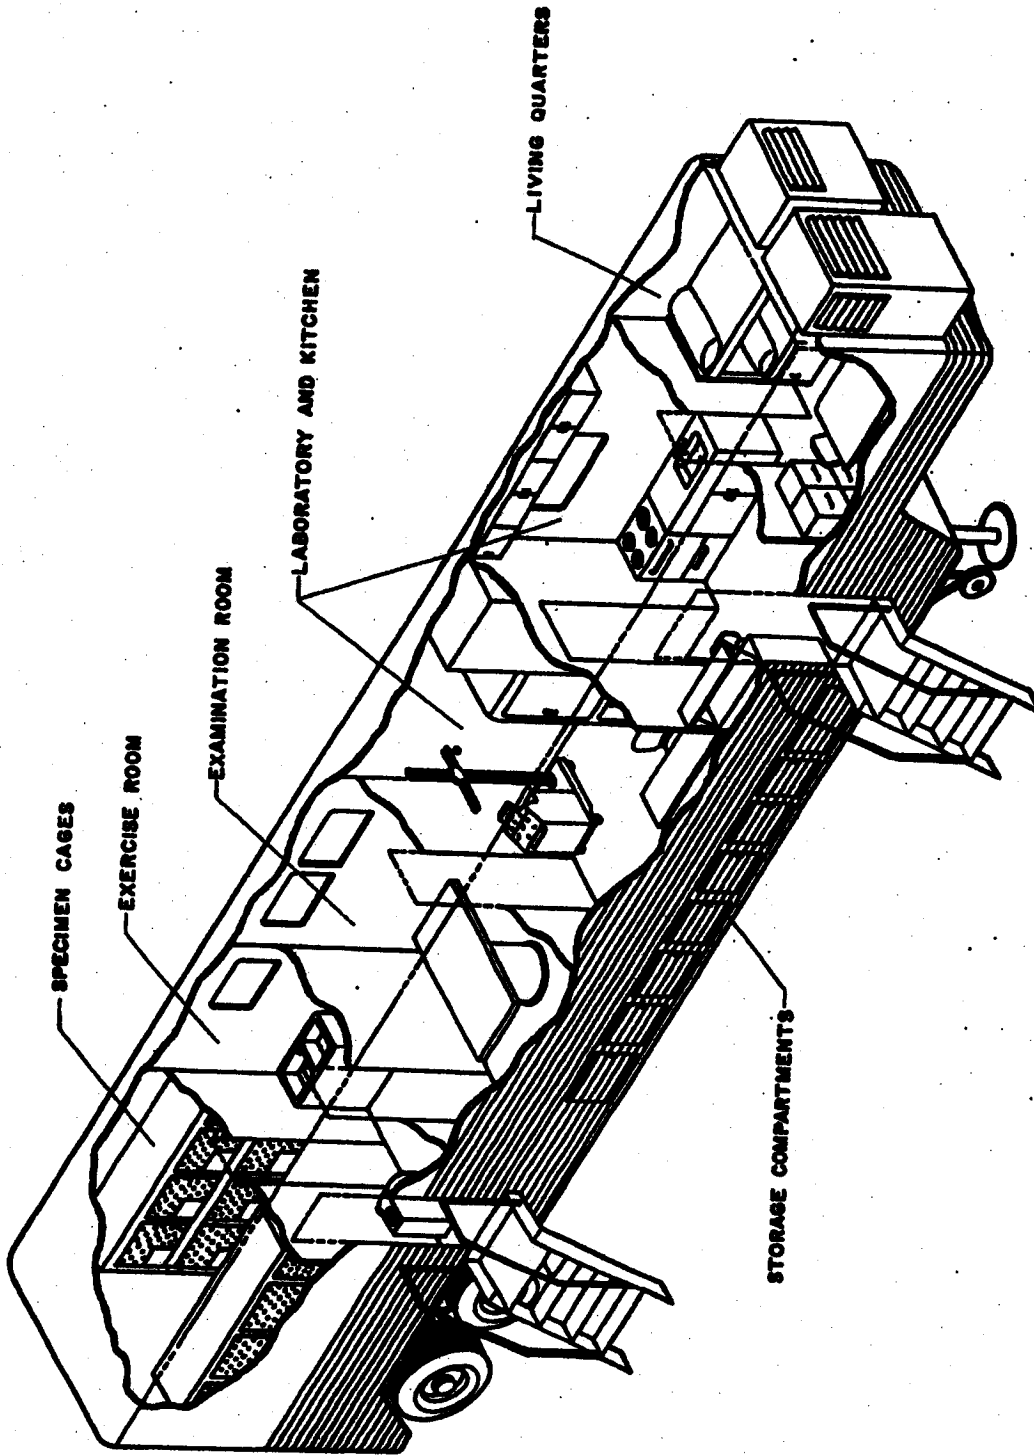 SPECIMEN CAGES
EXERCISE ROOM
EXAMINATION ROOM
LABORATORY AND KITCHEN
LIVING QUARTERS
STORAGE COMPARTMENTS